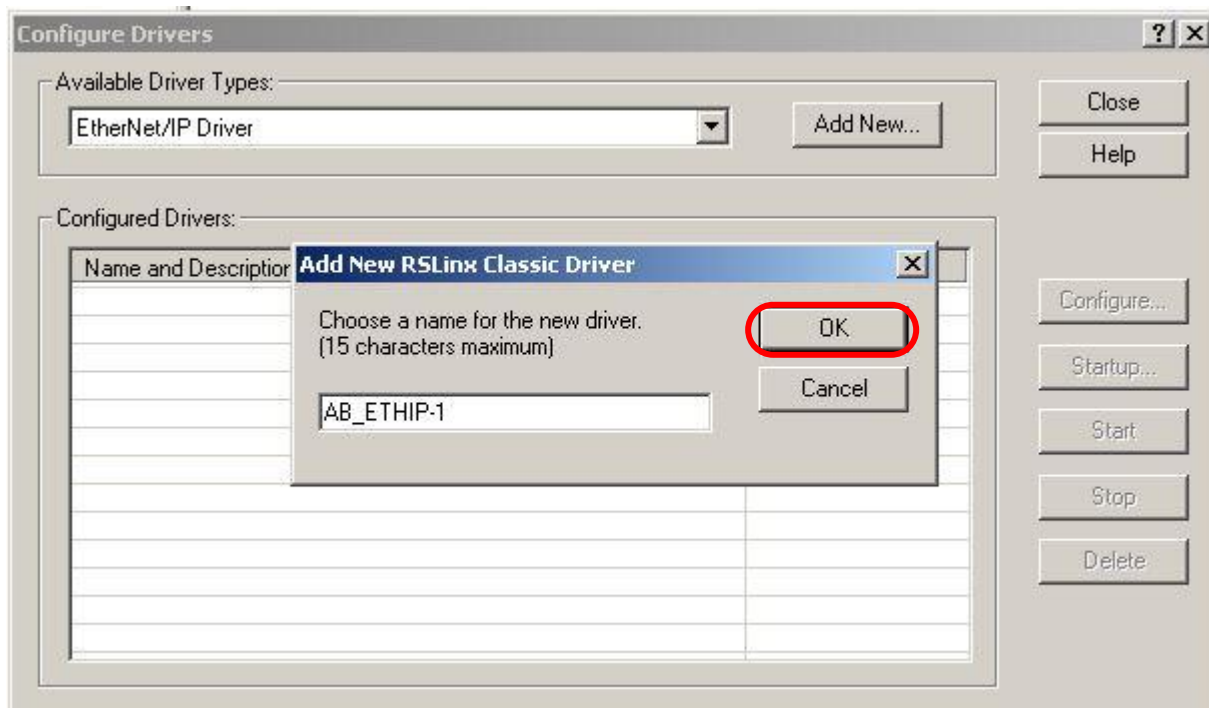 Configure Drivers
Available Driver Types:
EtherNet/IP Driver
Add New...
Close
Help
Configured Drivers:
Name and Description
Add New RSLinx Classic Driver
Choose a name for the new driver.
(15 characters maximum)
AB_ETHIP-1
OK
Cancel
Configure...
Startup...
Start
Stop
Delete